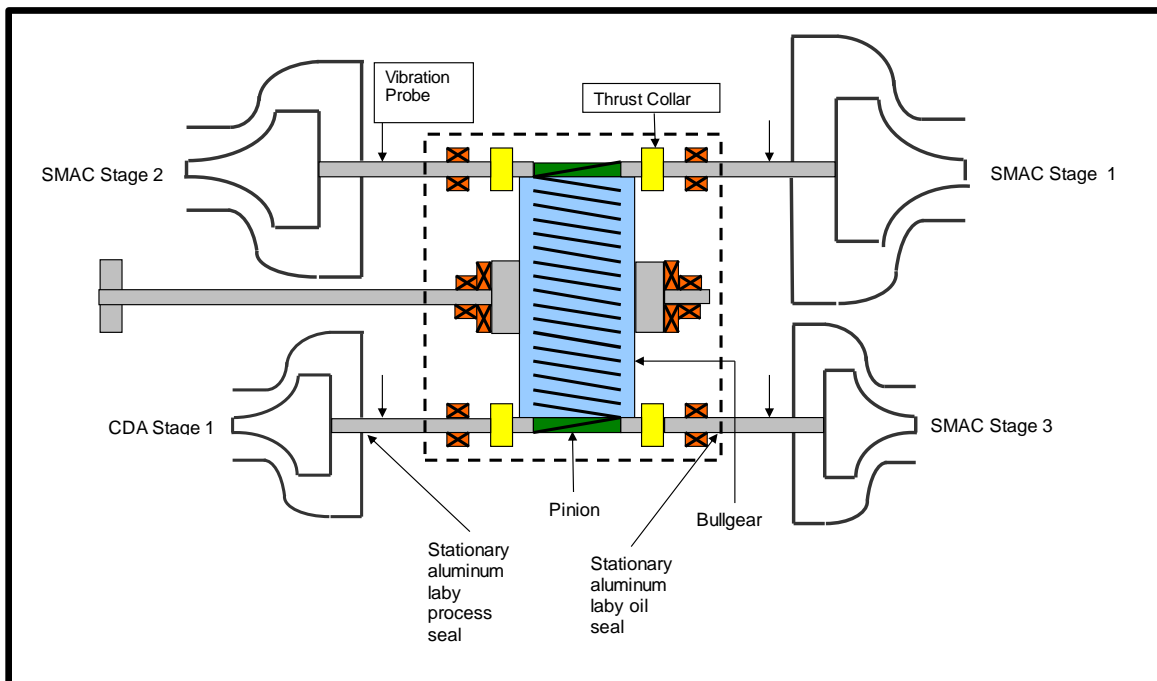 Vibration
Probe
Thrust Collar
SMAC Stage 2
SMAC Stage 1
CDA Stage 1
SMAC Stage 3
Pinion
Bullgear
Stationary
aluminum
laby
process
seal
Stationary
aluminum
laby oil
seal